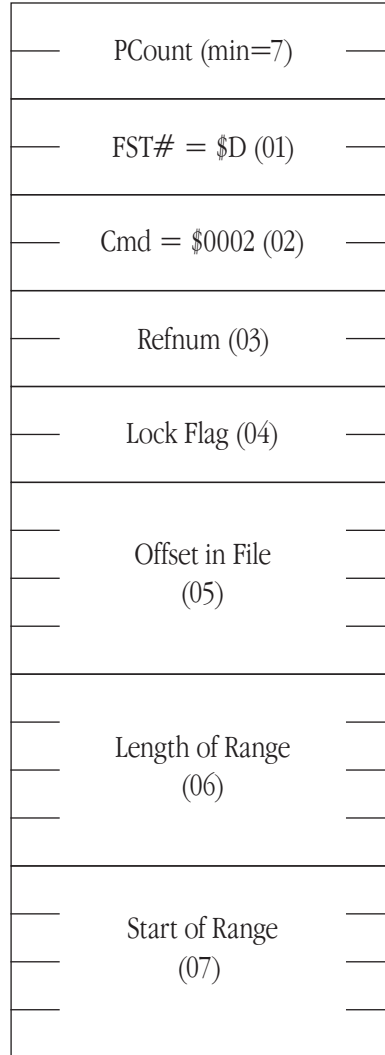 PCount (min=7)
FST# = $D (01)
Cmd = $0002 (02)
Refnum (03)
Lock Flag (04)
Offset in File
(05)
Length of Range
(06)
Start of Range
(07)